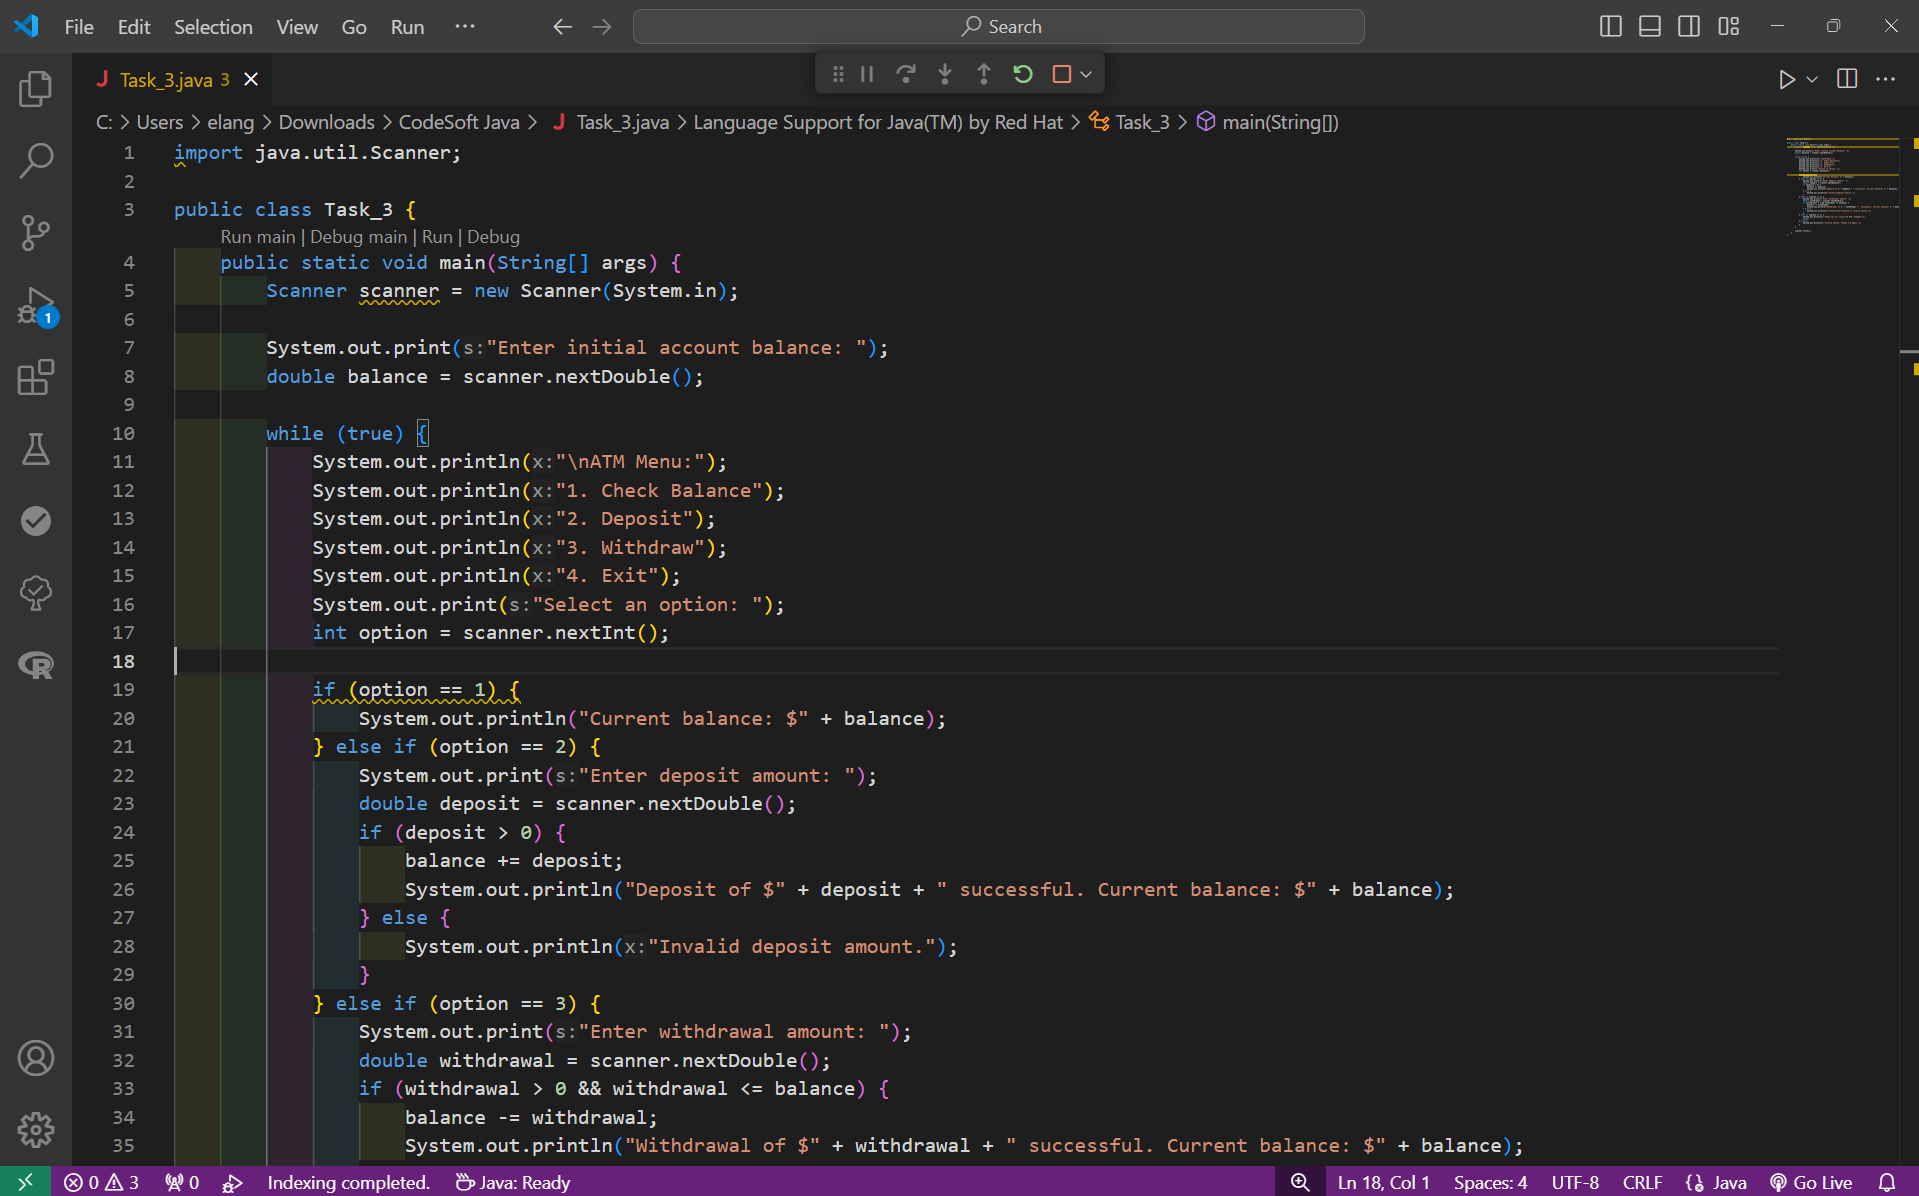 File Edit Selection View Go Run ··· Search
Task_3.java 3
C: > Users > elang > Downloads > CodeSoft Java > Task_3.java > Language Support for Java(TM) by Red Hat > Task_3 > main(String[])
1 import java.util.Scanner;
2
3 public class Task_3 {
Run main | Debug main | Run | Debug
4 public static void main(String[] args) {
5 Scanner scanner = new Scanner(System.in);
6
7 System.out.print(s:"Enter initial account balance: ");
8 double balance = scanner.nextDouble();
9
10 while (true) {
11 System.out.println(x:"\nATM Menu:");
12 System.out.println(x:"1. Check Balance");
13 System.out.println(x:"2. Deposit");
14 System.out.println(x:"3. Withdraw");
15 System.out.println(x:"4. Exit");
16 System.out.print(s:"Select an option: ");
17 int option = scanner.nextInt();
18
19 if (option == 1) {
20 System.out.println("Current balance: $" + balance);
21 } else if (option == 2) {
22 System.out.print(s:"Enter deposit amount: ");
23 double deposit = scanner.nextDouble();
24 if (deposit > 0) {
25 balance += deposit;
26 System.out.println("Deposit of $" + deposit + " successful. Current balance: $" + balance);
27 } else {
28 System.out.println(x:"Invalid deposit amount.");
29 }
30 } else if (option == 3) {
31 System.out.print(s:"Enter withdrawal amount: ");
32 double withdrawal = scanner.nextDouble();
33 if (withdrawal > 0 && withdrawal <= balance) {
34 balance -= withdrawal;
35 System.out.println("Withdrawal of $" + withdrawal + " successful. Current balance: $" + balance);
1
R
0 3 0 Indexing completed. Java: Ready Ln 18, Col 1 Spaces: 4 UTF-8 CRLF Java Go Live